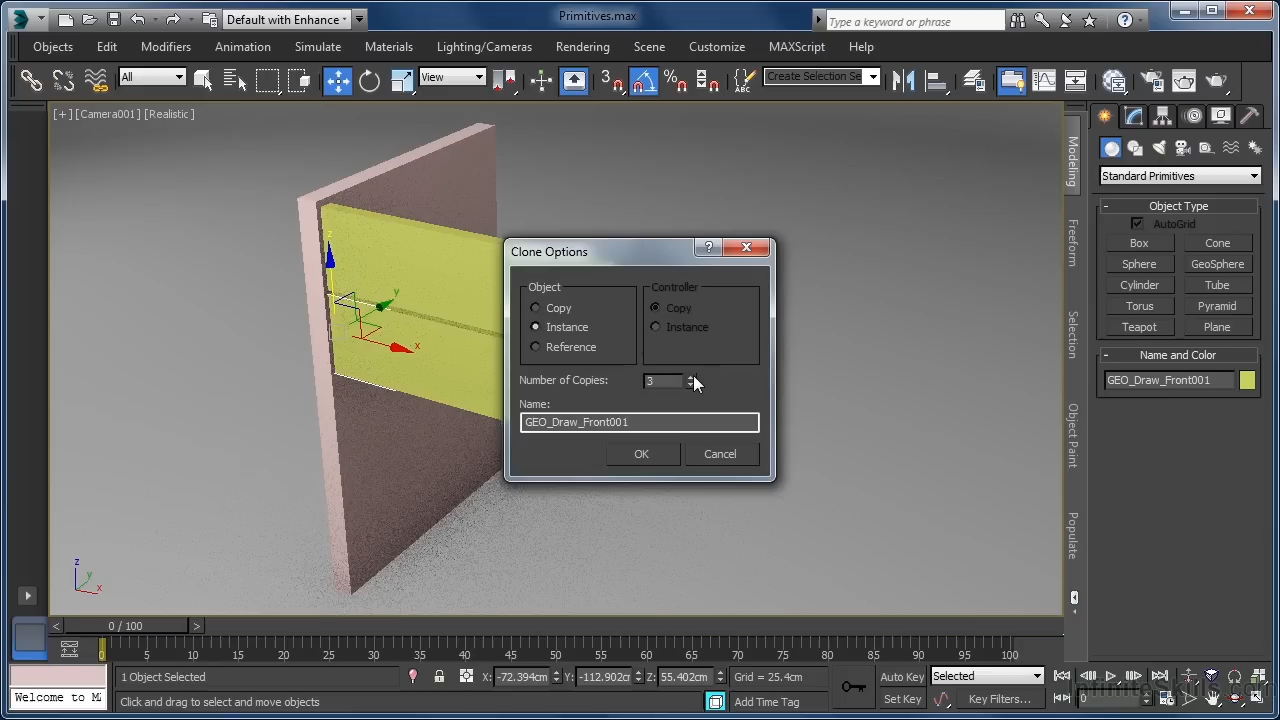 Primitives.max
Default with Enhance
Type a keyword or phrase
Objects Edit Modifiers Animation Simulate Materials Lighting/Cameras Rendering Scene Customize MAXScript Help
All
View
3
%
ABC
Create Selection Se
[+] [Camera001] [Realistic]
Modeling
Freeform
Selection
Object Paint
Populate
Standard Primitives
- Object Type
AutoGrid
Box Cone
Sphere GeoSphere
Cylinder Tube
Torus Pyramid
Teapot Plane
- Name and Color
GEO_Draw_Front001
z
y
x
Clone Options
?
Object
Copy
Instance
Reference
Controller
Copy
Instance
Number of Copies: 3
Name:
GEO_Draw_Front001
OK Cancel
z
y
x
< 0 / 100 >
0 5 10 15 20 25 30 35 40 45 50 55 60 65 70 75 80 85 90 95 100
1 Object Selected
X: -72.394cm Y: -112.902cm Z: 55.402cm
Grid = 25.4cm
Auto Key
Selected
Welcome to M
Click and drag to select and move objects
Add Time Tag
Set Key
Key Filters...
0
InfiniteSkills.com